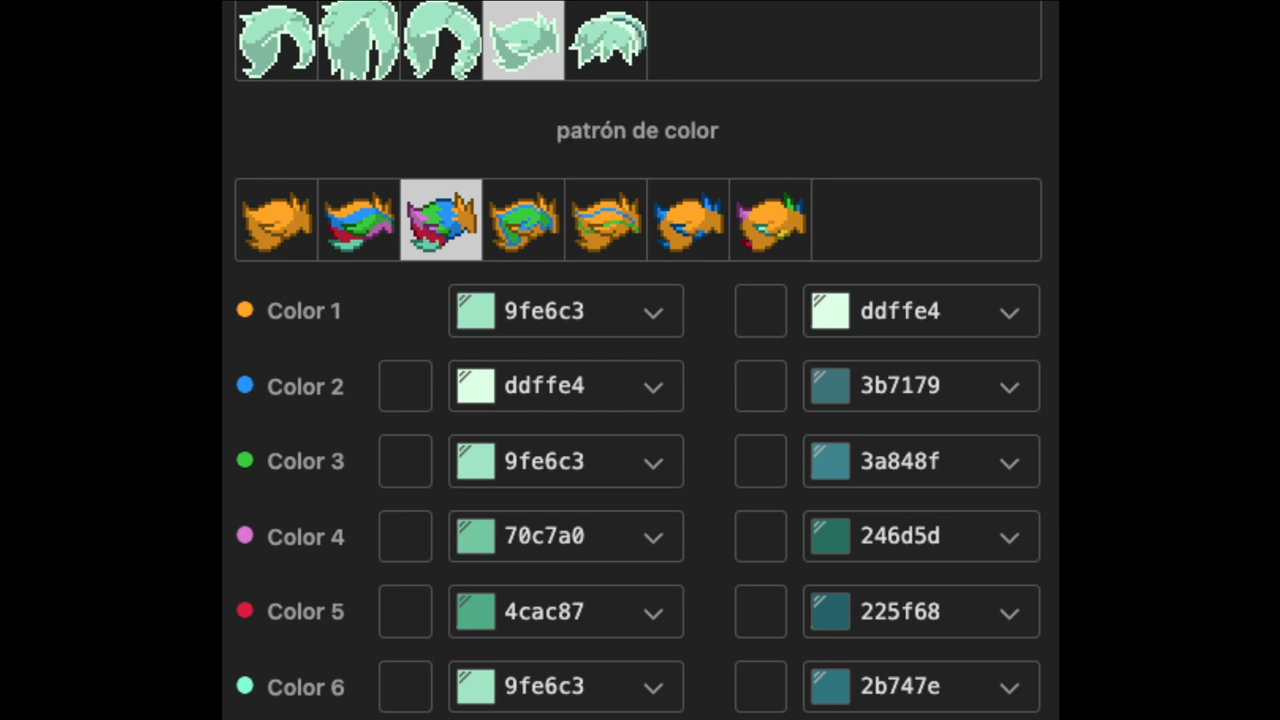 patrón de color
Color 1 9fe6c3 ddffe4
Color 2 ddffe4 3b7179
Color 3 9fe6c3 3a848f
Color 4 70c7a0 246d5d
Color 5 4cac87 225f68
Color 6 9fe6c3 2b747e